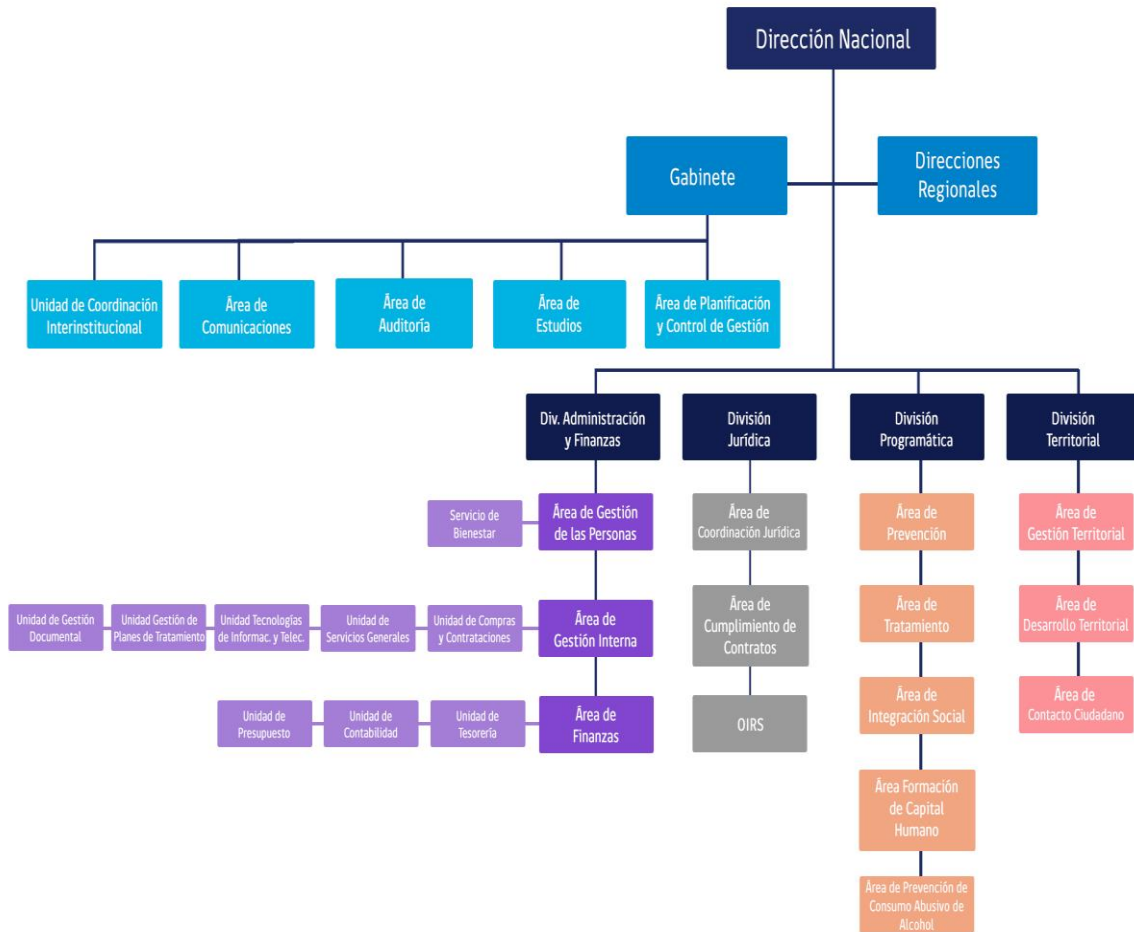 Dirección Nacional
Gabinete
Direcciones
Regionales
Unidad de Coordinación
Interinstitucional
Área de
Comunicaciones
Área de
Auditoría
Área de
Estudios
Área de Planificación
y Control de Gestión
Div. Administración
y Finanzas
División
Jurídica
División
Programática
División
Territorial
Servicio de
Bienestar
Área de Gestión
de las Personas
Área de
Coordinación Jurídica
Área de
Prevención
Área de
Gestión Territorial
Unidad de Gestión
Documental
Unidad Gestión de
Planes de Tratamiento
Unidad Tecnologías
de Informac. y Telec.
Unidad de
Servicios Generales
Unidad de Compras
y Contrataciones
Área de
Gestión Interna
Área de
Cumplimiento de
Contratos
Área de
Tratamiento
Área de
Desarrollo Territorial
Unidad de
Presupuesto
Unidad de
Contabilidad
Unidad de
Tesorería
Área de
Finanzas
OIRS
Área de
Integración Social
Área de
Contacto Ciudadano
Área Formación
de Capital
Humano
Área de Prevención de
Consumo Abusivo de
Alcohol